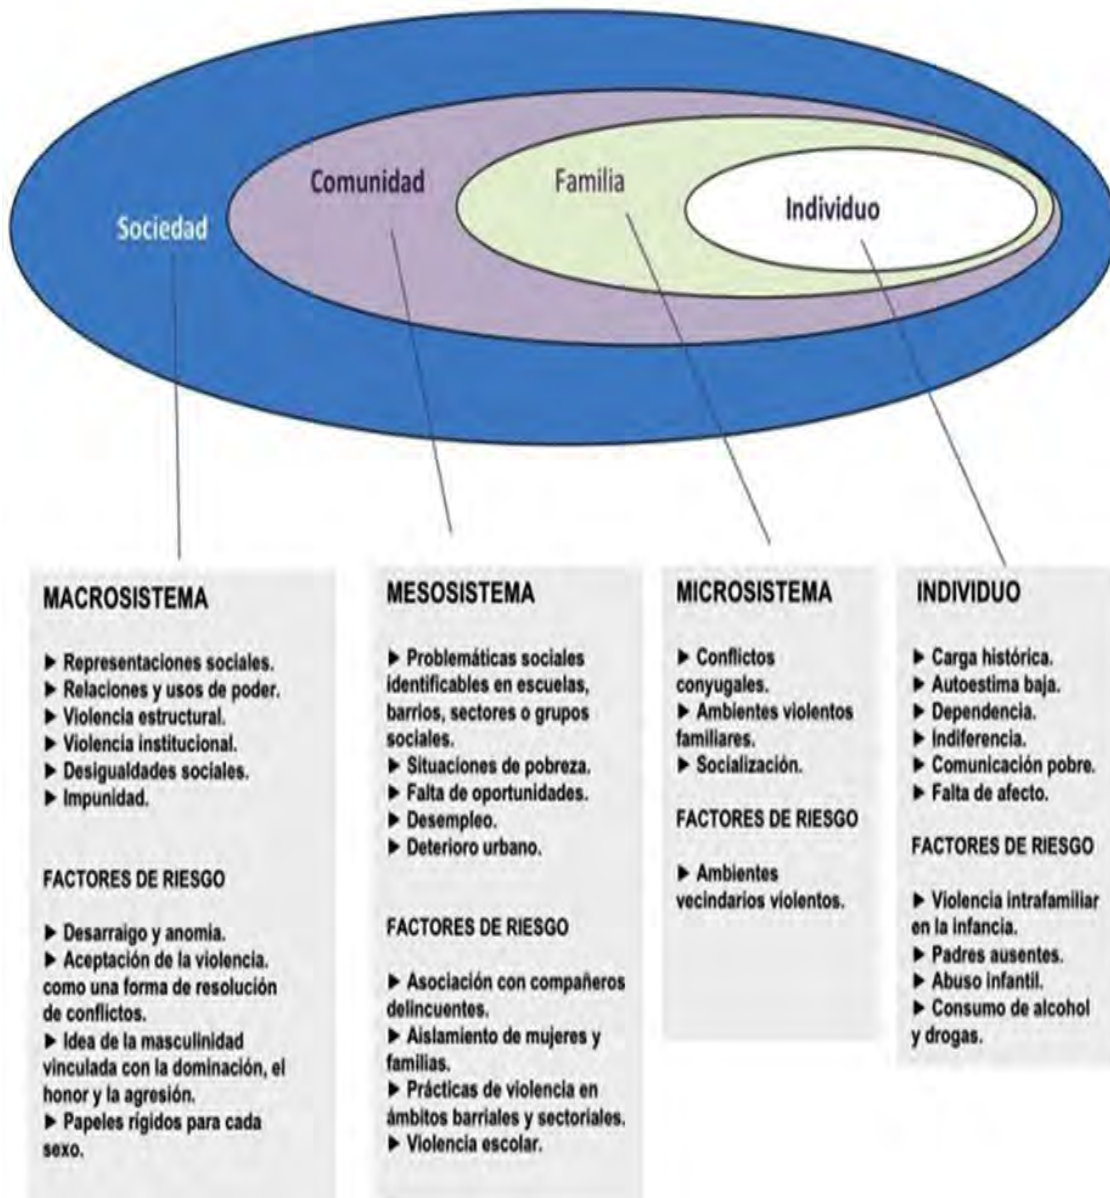 Sociedad
Comunidad
Familia
Individuo
MACROSISTEMA
▶ Representaciones sociales.
▶ Relaciones y usos de poder.
▶ Violencia estructural.
▶ Violencia institucional.
▶ Desigualdades sociales.
▶ Impunidad.
FACTORES DE RIESGO
▶ Desarraigo y anomia.
▶ Aceptación de la violencia.
como una forma de resolución
de conflictos.
▶ Idea de la masculinidad
vinculada con la dominación, el
honor y la agresión.
▶ Papeles rígidos para cada
sexo.
MESOSISTEMA
▶ Problemáticas sociales
identificables en escuelas,
barrios, sectores o grupos
sociales.
▶ Situaciones de pobreza.
▶ Falta de oportunidades.
▶ Desempleo.
▶ Deterioro urbano.
FACTORES DE RIESGO
▶ Asociación con compañeros
delincuentes.
▶ Aislamiento de mujeres y
familias.
▶ Prácticas de violencia en
ámbitos barriales y sectoriales.
▶ Violencia escolar.
MICROSISTEMA
▶ Conflictos
conyugales.
▶ Ambientes violentos
familiares.
▶ Socialización.
FACTORES DE RIESGO
▶ Ambientes
vecindarios violentos.
INDIVIDUO
▶ Carga histórica.
▶ Autoestima baja.
▶ Dependencia.
▶ Indiferencia.
▶ Comunicación pobre.
▶ Falta de afecto.
FACTORES DE RIESGO
▶ Violencia intrafamiliar
en la infancia.
▶ Padres ausentes.
▶ Abuso infantil.
▶ Consumo de alcohol
y drogas.